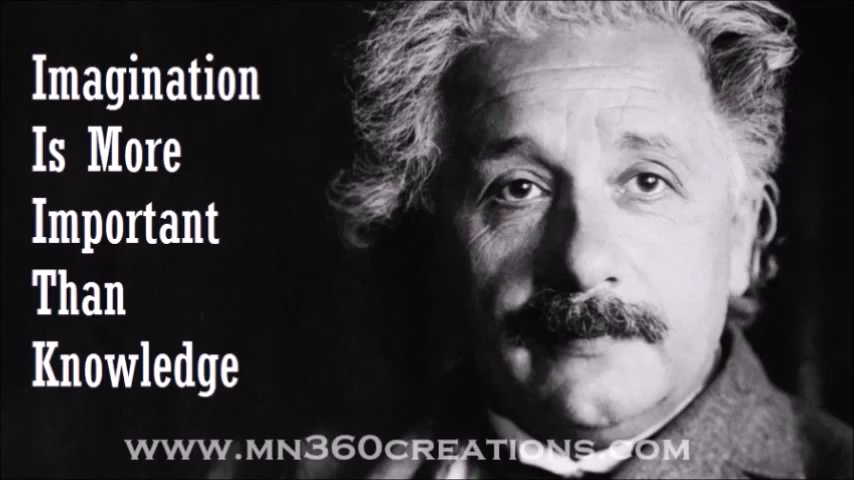 Imagination
Is More
Important
Than
Knowledge
WWW.MN360CREATIONS.COM